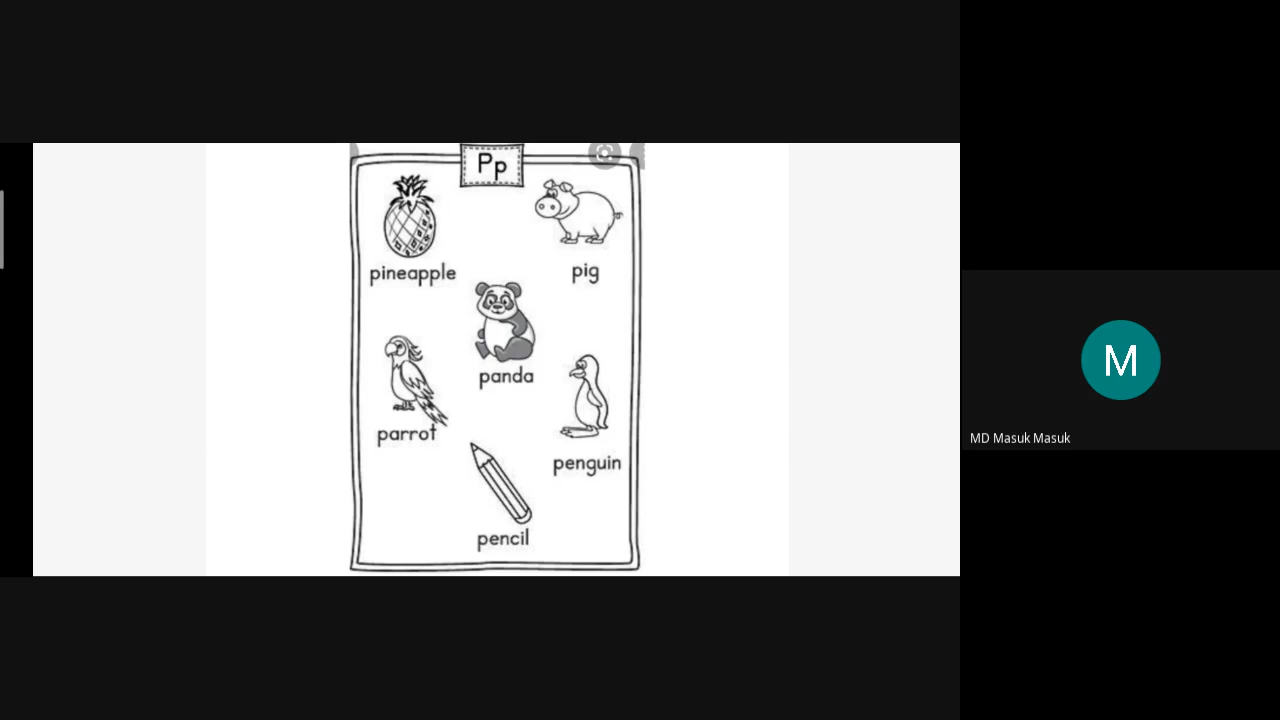 Pp
pineapple
pig
panda
parrot
penguin
pencil
M
MD Masuk Masuk